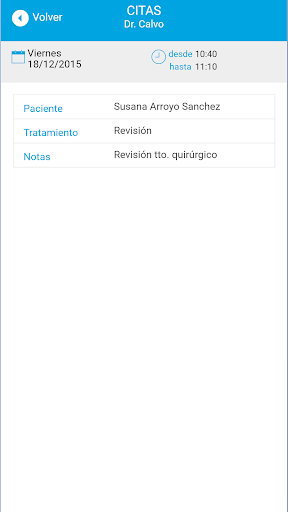 Volver
CITAS
Dr. Calvo
Viernes
18/12/2015
desde 10:40
hasta 11:10
Paciente Susana Arroyo Sanchez
Tratamiento Revisión
Notas Revisión tto. quirúrgico